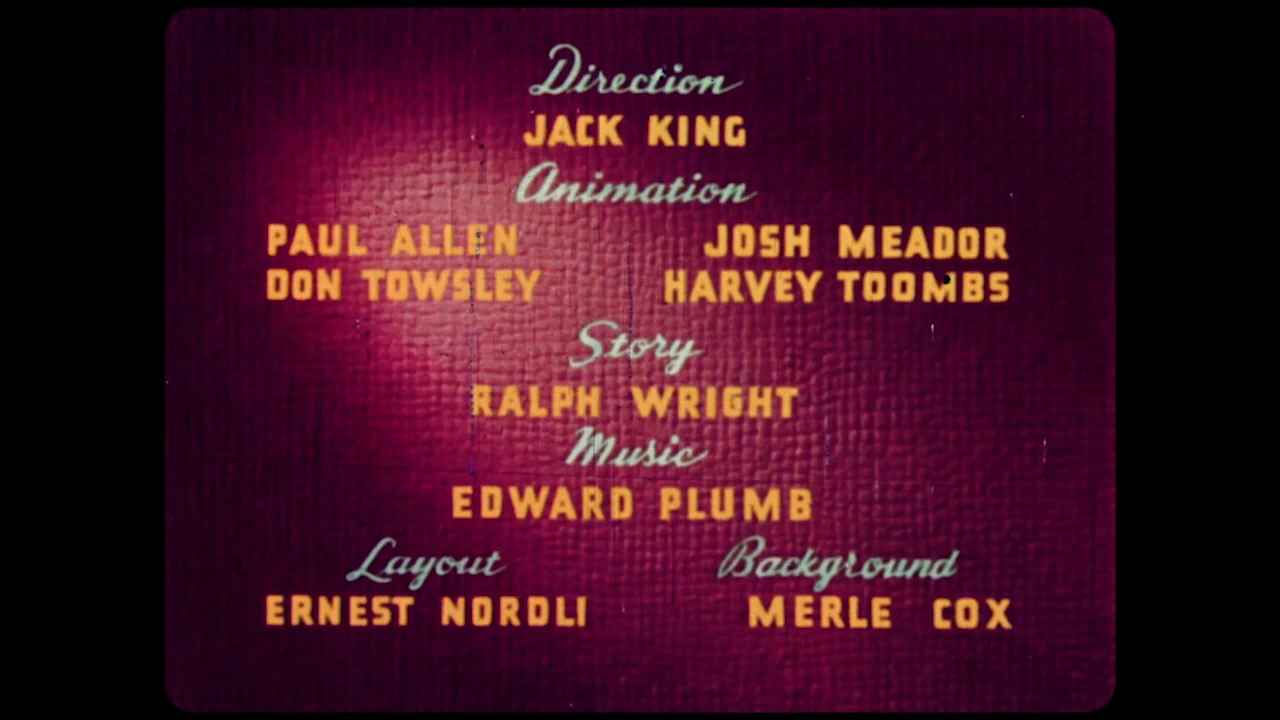 Direction
JACK KING
Animation
PAUL ALLEN JOSH MEADOR
DON TOWSLEY HARVEY TOOMBS
Story
RALPH WRIGHT
Music
EDWARD PLUMB
Layout Background
ERNEST NORDLI MERLE COX